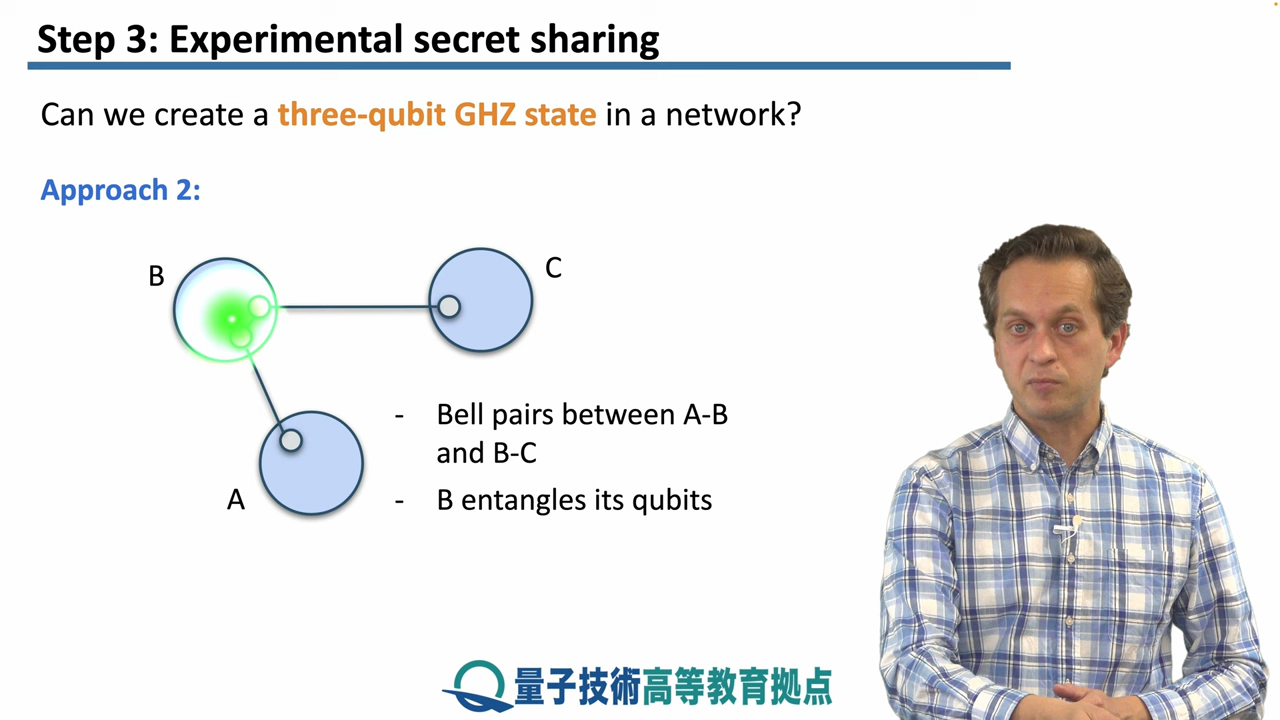 Step 3: Experimental secret sharing
Can we create a three-qubit GHZ state in a network?
Approach 2:
B
C
- Bell pairs between A-B
and B-C
A
- B entangles its qubits
量子技術高等教育拠点